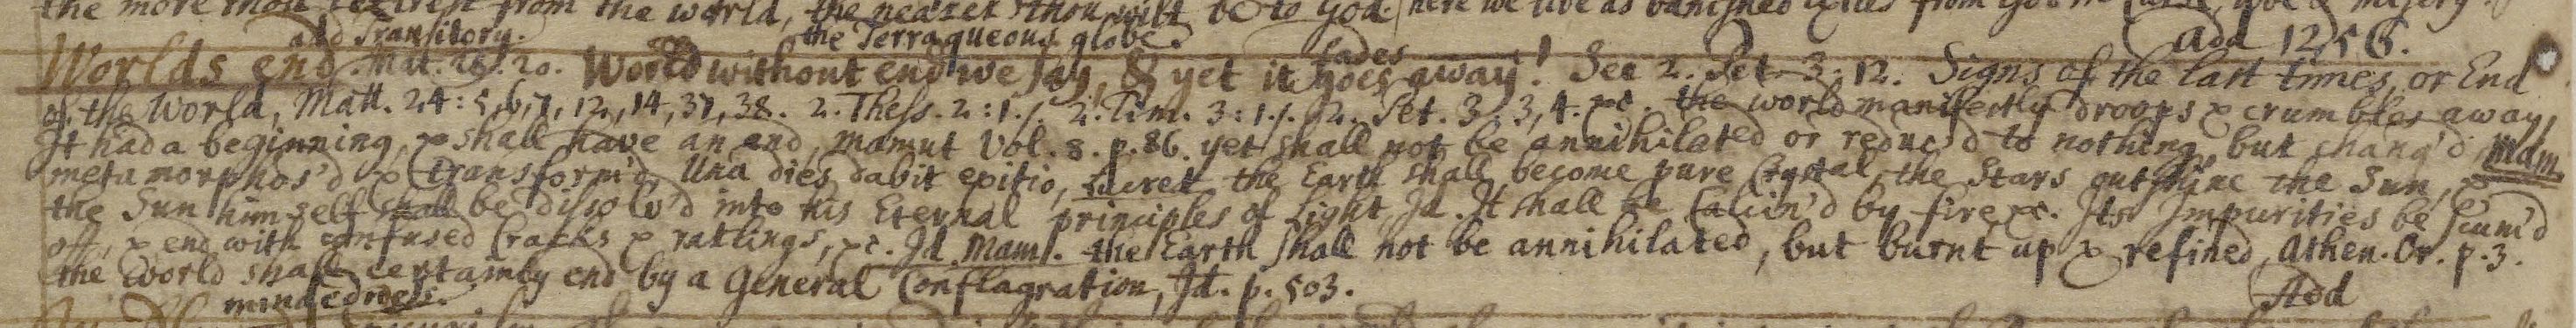 the more thou retirest from the world, the nearer thou wilt be to God. here we live as banished exiles from God
and Transitory. the Terraqueous globe. fades Add 1256.
Worlds end. Mat. 28. 20. World without end we say, & yet it goes away! See 2. Pet. 3. 12. Signs of the last times, or End
of the World, Matt. 24: 5, 6, 7, 12, 14, 37, 38. 2. Thess. 2: 1. 2. Tim. 3: 1. 2. Pet. 3. 3, 4. &c. the world manifestly droops & crumbles away,
It had a beginning, & shall have an end, Mamut Vol. 8. p. 86. yet shall not be annihilated or reduc'd to nothing, but chang'd,
metamorphos'd & transform'd, Una dies dabit exitio, Lucret. the Earth shall become pure Crystal, the Stars outshine the Sun, & Mam.
the Sun himself shall be dissolv'd into his Eternal principles of Light, Id. It shall be Calcin'd by fire &c. Its Impurities be scum'd
off, & end with confused Cracks & ratlings, &c. Id. Mam. the Earth shall not be annihilated, but burnt up & refined, Athen. Or. p. 3.
the World shall certainly end by a General Conflagration, Id. p. 503.
mindedness. Add